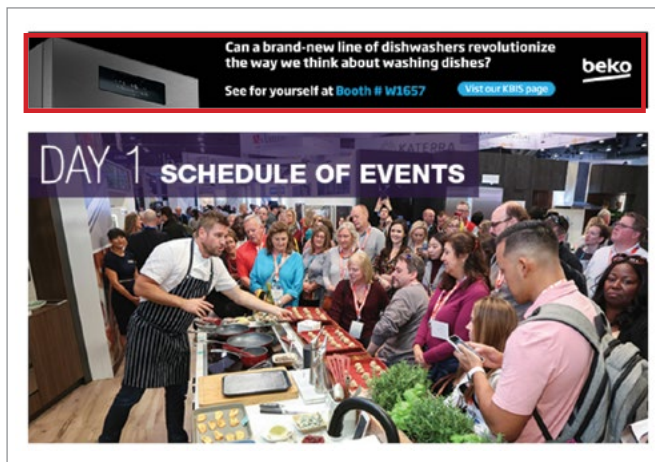 Can a brand-new line of dishwashers revolutionize
the way we think about washing dishes?
See for yourself at Booth # W1657
Vist our KBIS page
beko
KATERRA
DAY 1 SCHEDULE OF EVENTS